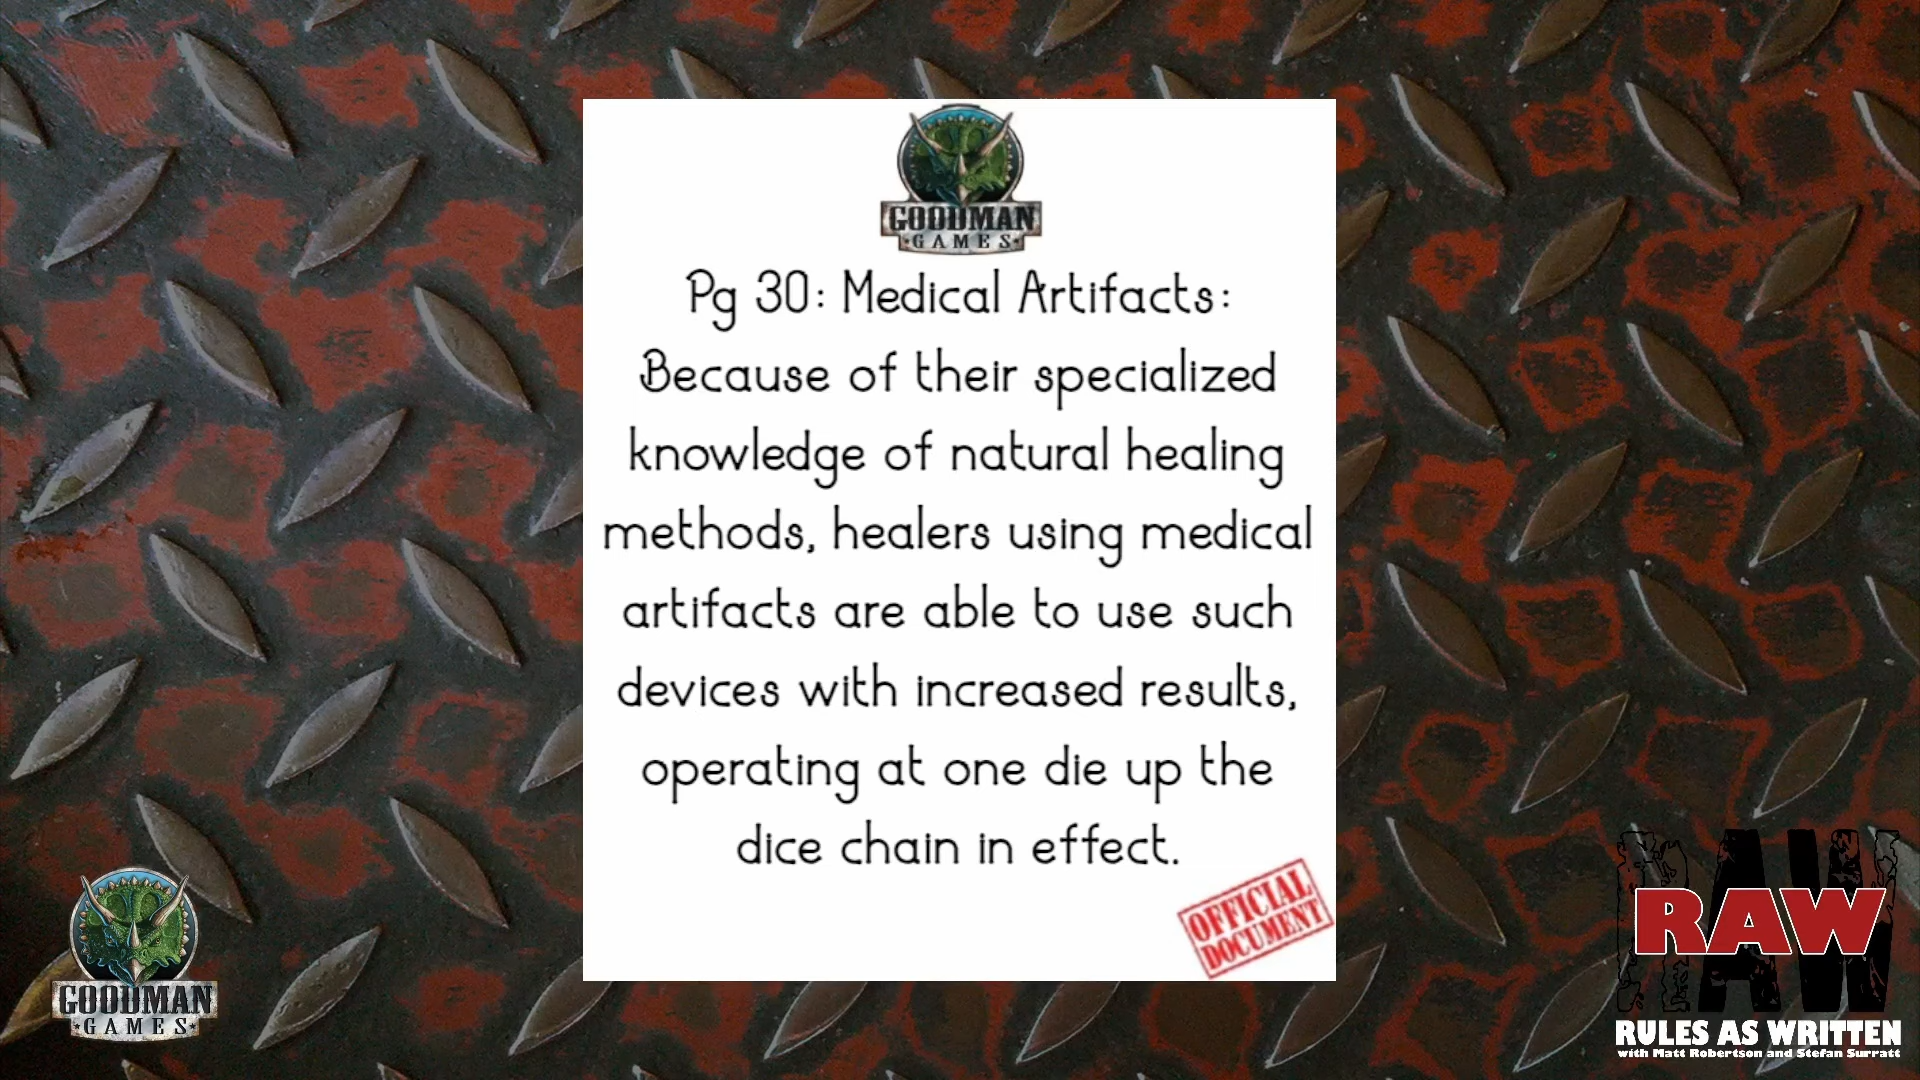 GOODMAN
GAMES
Pg 30: Medical Artifacts:
Because of their specialized
knowledge of natural healing
methods, healers using medical
artifacts are able to use such
devices with increased results,
operating at one die up the
dice chain in effect.
OFFICIAL
DOCUMENT
GOODMAN
GAMES
RAW
RAW
RULES AS WRITTEN
with Matt Robertson and Stefan Surratt